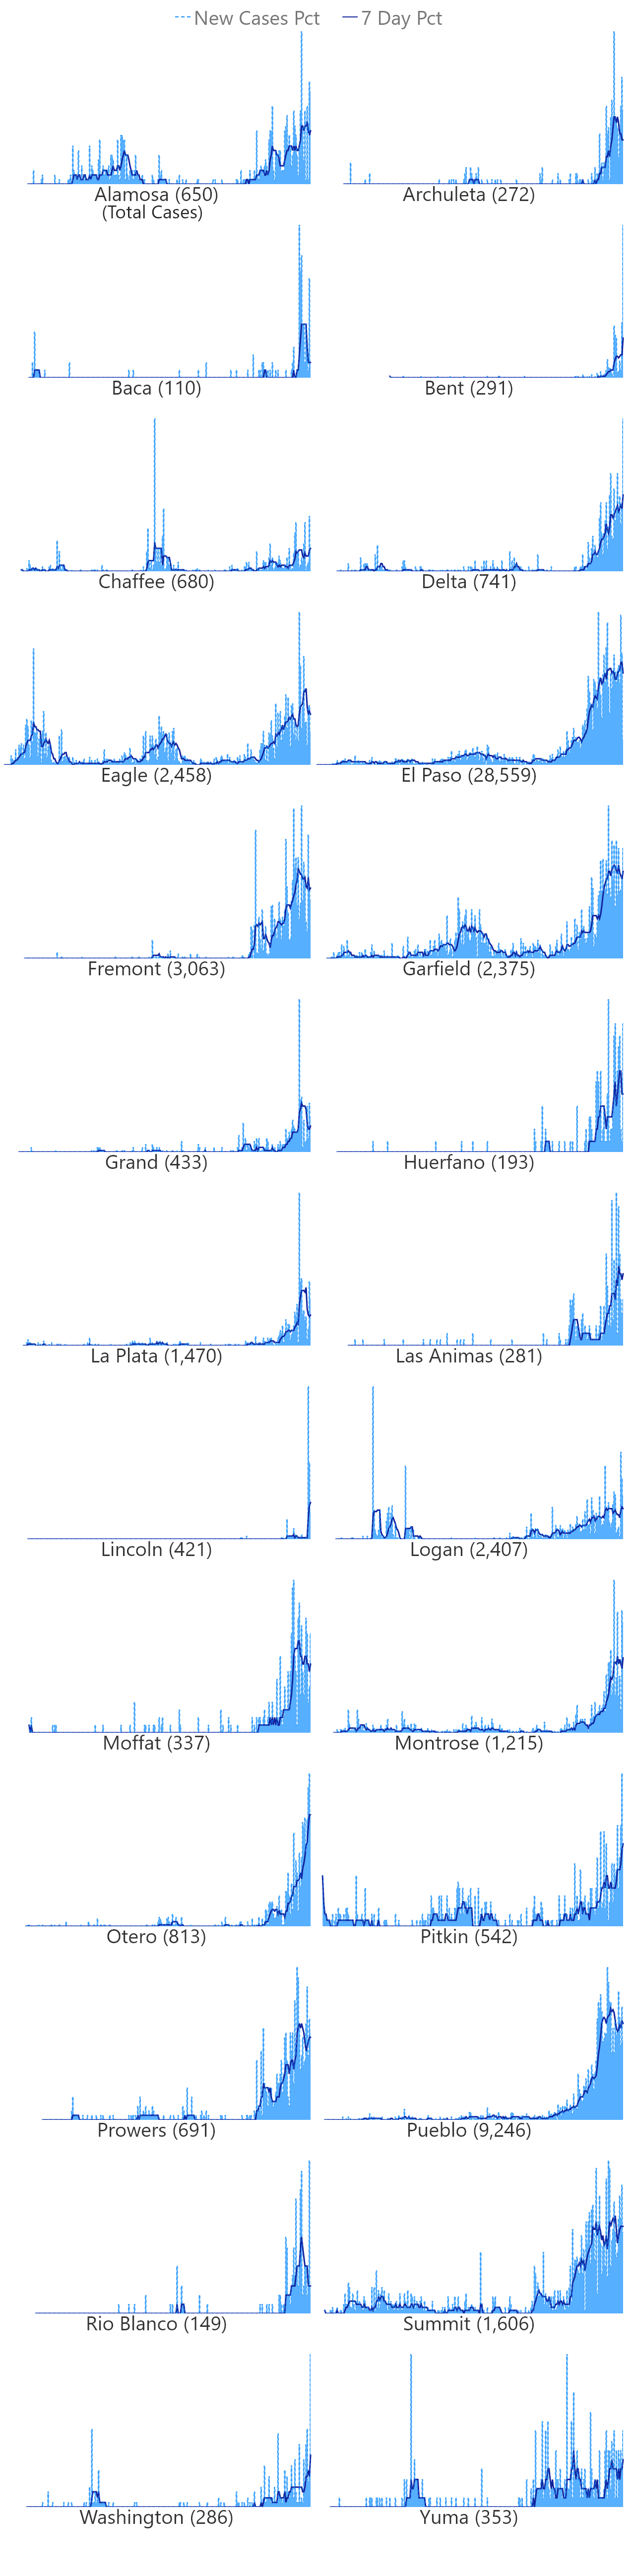 New Cases Pct 7 Day Pct
Alamosa (650) Archuleta (272)
(Total Cases)
Baca (110) Bent (291)
Chaffee (680) Delta (741)
Eagle (2,458) El Paso (28,559)
Fremont (3,063) Garfield (2,375)
Grand (433) Huerfano (193)
La Plata (1,470) Las Animas (281)
Lincoln (421) Logan (2,407)
Moffat (337) Montrose (1,215)
Otero (813) Pitkin (542)
Prowers (691) Pueblo (9,246)
Rio Blanco (149) Summit (1,606)
Washington (286) Yuma (353)